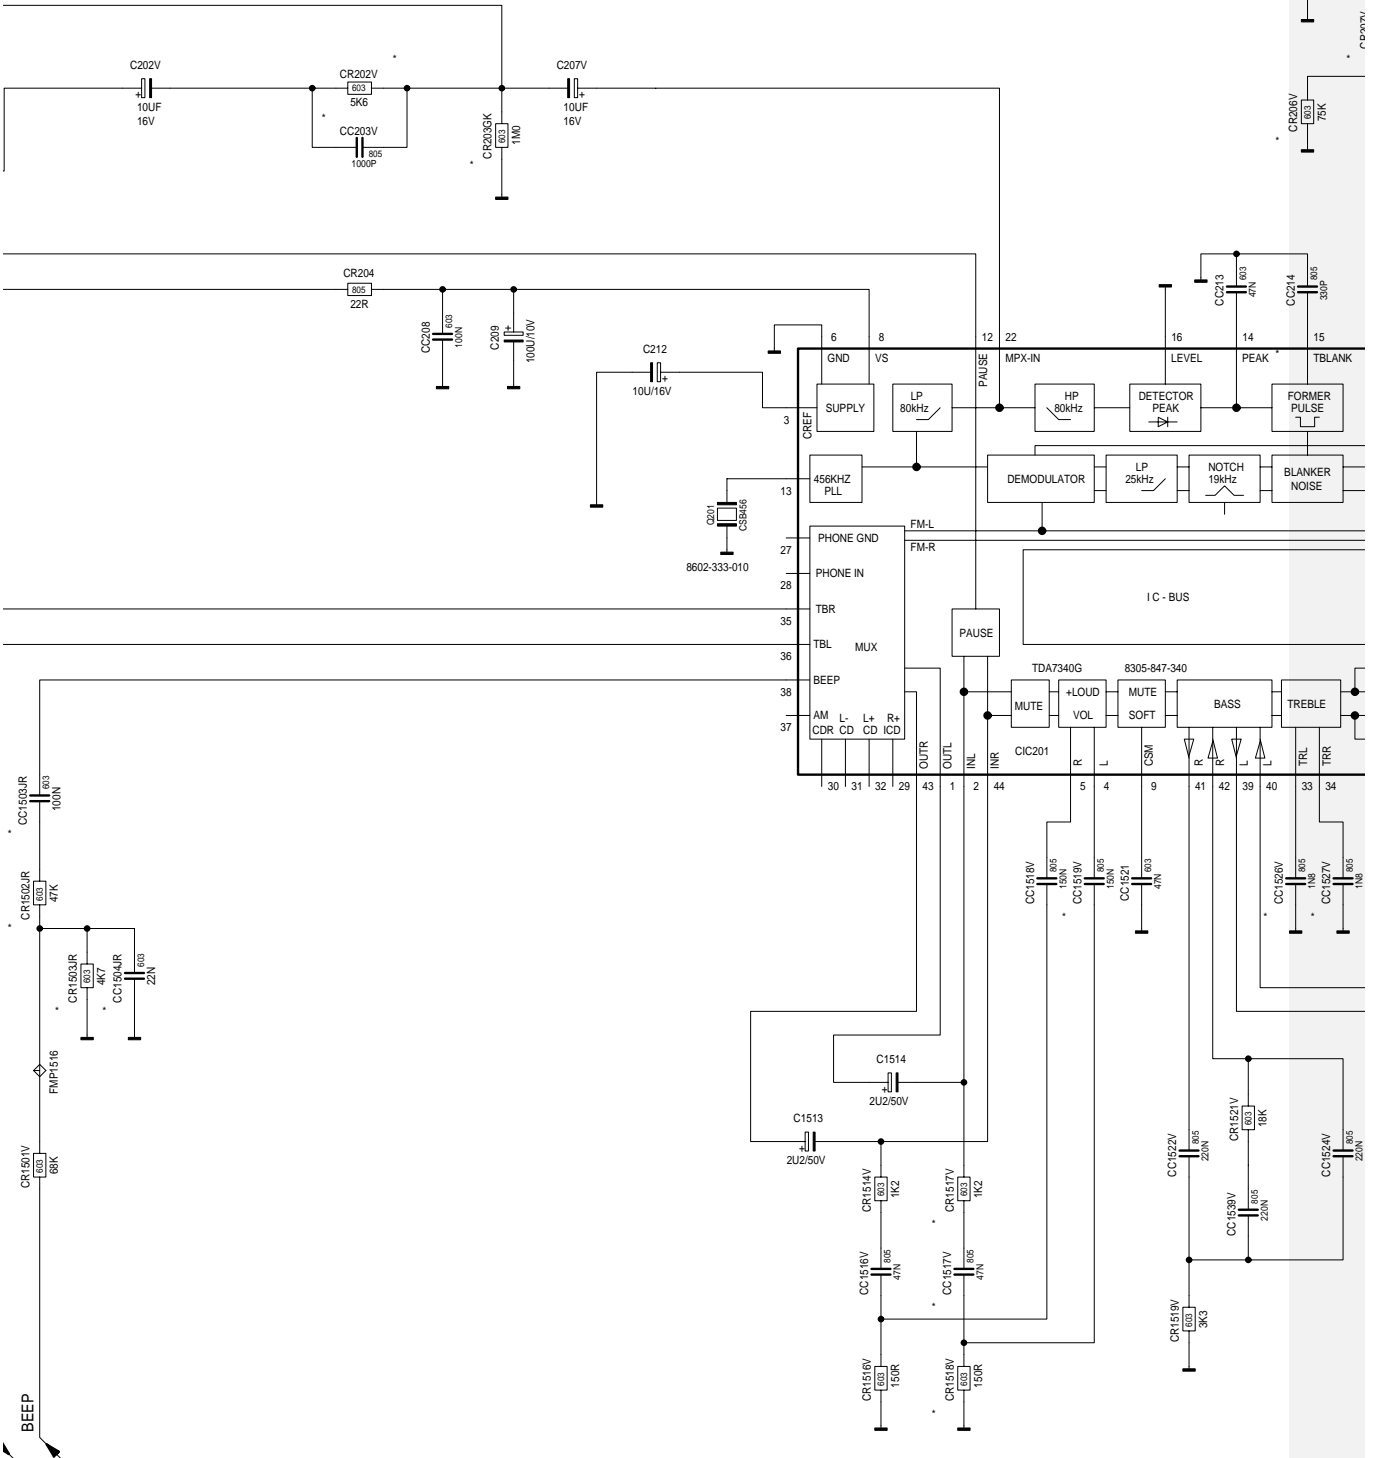 C202V
+
10UF
16V
*
CR202V
603
5K6
*
CC203V
805
1000P
CR203GK
603
1M0
*
C207V
+
10UF
16V
CR207V
*
CR206V
603
75K
*
CR204
805
22R
CC208
603
100N
C209
+
100U/10V
C212
+
10U/16V
CC213
603
47N
CC214
805
330P
6
8
12
22
16
14
15
GND
VS
PAUSE
MPX-IN
LEVEL
PEAK
*
TBLANK
3
CREF
SUPPLY
LP
80kHz
HP
80kHz
DETECTOR
PEAK
FORMER
PULSE
13
456KHZ
PLL
DEMODULATOR
LP
25kHz
NOTCH
19kHz
BLANKER
NOISE
Q201
CSB456
8602-333-010
27
PHONE GND
FM-L
FM-R
28
PHONE IN
35
TBR
36
TBL
MUX
38
BEEP
37
AM
CDR
L-
CD
L+
CD
R+
ICD
I C - BUS
PAUSE
TDA7340G
8305-847-340
MUTE
+LOUD
VOL
MUTE
SOFT
BASS
TREBLE
CIC201
OUTR
OUTL
INL
INR
R
L
CSM
R
R
L
L
TRL
TRR
30
31
32
29
43
1
2
44
5
4
9
41
42
39
40
33
34
CC1503JR
603
100N
*
CR1502JR
603
47K
*
CR1503JR
603
4K7
*
CC1504JR
603
22N
*
FMP1516
CR1501V
603
68K
BEEP
CC1518V
805
150N
CC1519V
805
150N
*
CC1521
603
47N
CC1526V
805
1N8
*
CC1527V
805
1N8
*
C1514
+
2U2/50V
C1513
+
2U2/50V
CR1514V
603
1K2
CR1517V
603
1K2
*
CC1516V
805
47N
CC1517V
805
47N
*
CR1516V
603
150R
CR1518V
603
150R
*
CC1522V
805
220N
CR1521V
603
18K
CC1539V
805
220N
CC1524V
805
220N
CR1519V
603
3K3